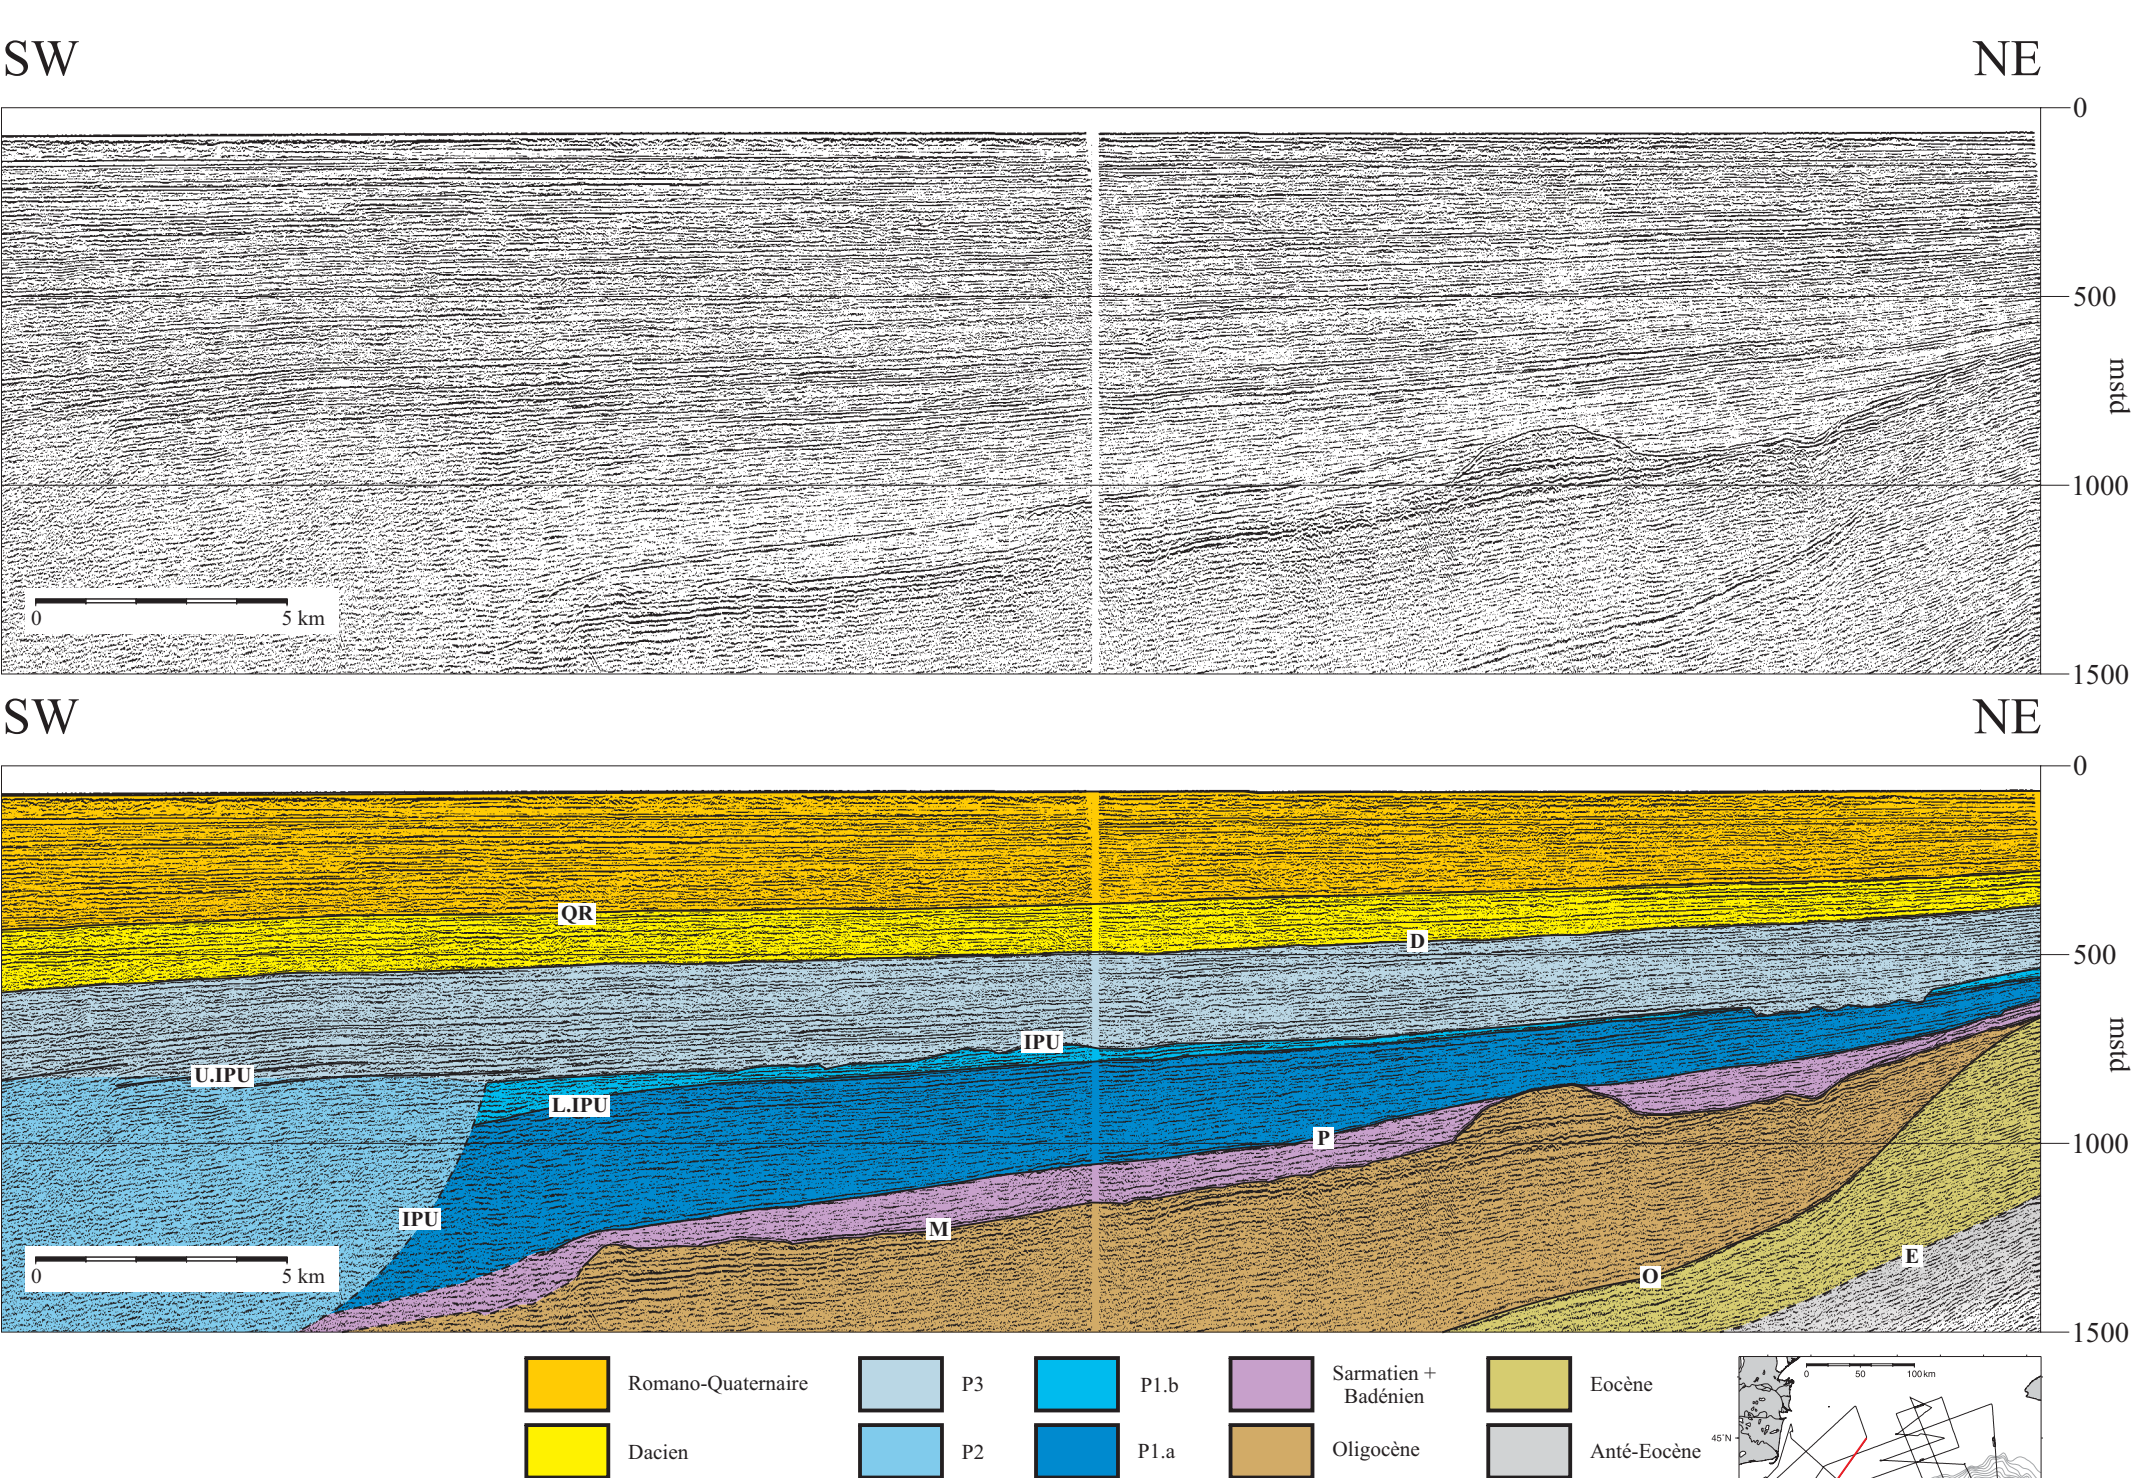 SW NE
0
500
mstd
1000
0 5 km
1500
SW NE
0
QR
D
500
IPU
mstd
U.IPU
L.IPU
P
1000
IPU
M
E
O
0 5 km
1500
Romano-Quaternaire
P3
P1.b
Sarmatien +
Badénien
Eocène
Dacien
P2
P1.a
Oligocène
Anté-Eocène
0 50 100 km
45°N